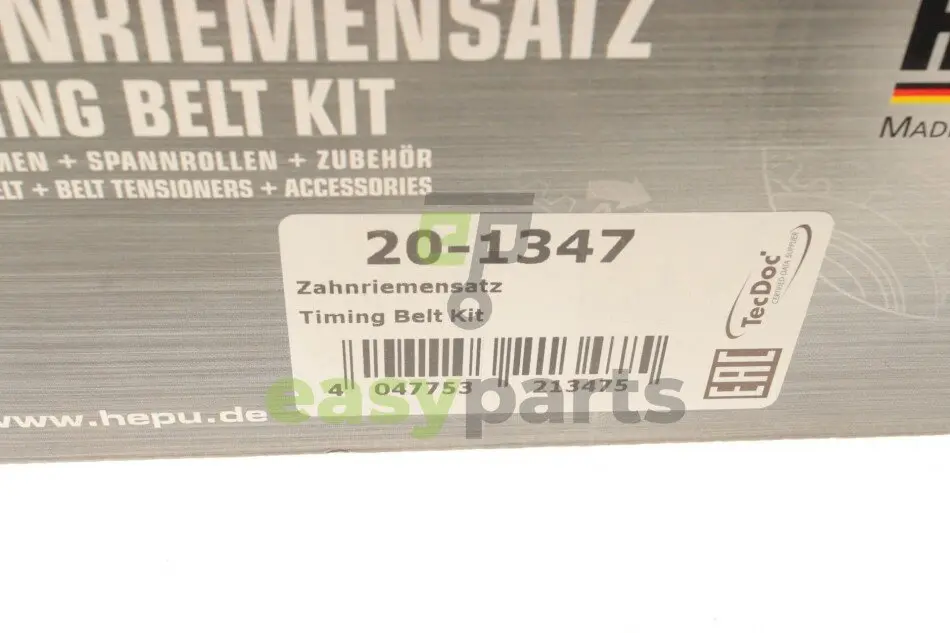 NRIEMENSATZ
ING BELT KIT
MEN + SPANNROLLEN + ZUBEHÖR
ELT + BELT TENSIONERS + ACCESSORIES
H
MADE
20-1347
Zahnriemensatz
Timing Belt Kit
TecDoc
CERTIFIED DATA SUPPLIER
4 047753 213475
EAC
www.hepu.de
easyparts